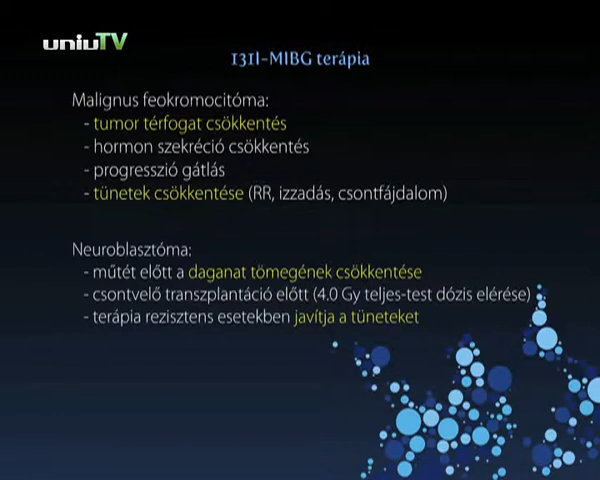 uniuTV
131I-MIBG terápia
Malignus feokromocitóma:
- tumor térfogat csökkentés
- hormon szekréció csökkentés
- progresszió gátlás
- tünetek csökkentése (RR, izzadás, csontfájdalom)
Neuroblasztóma:
- műtét előtt a daganat tömegének csökkentése
- csontvelő transzplantáció előtt (4.0 Gy teljes-test dózis elérése)
- terápia rezisztens esetekben javítja a tüneteket